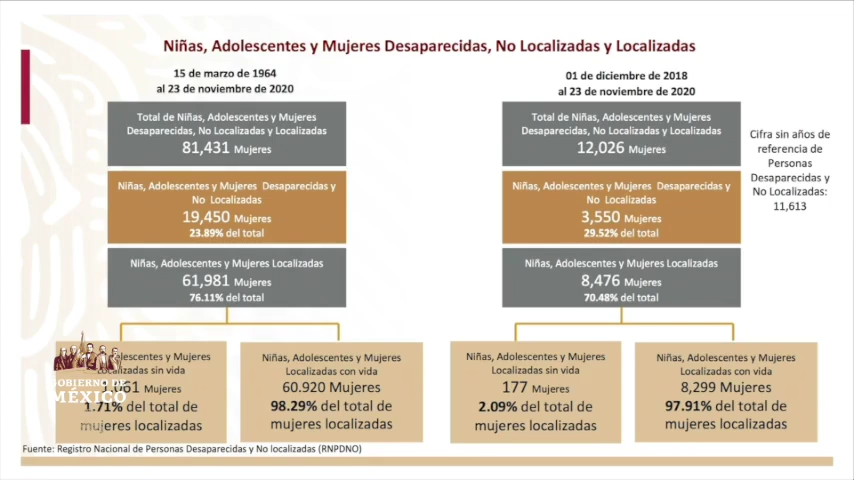 Niñas, Adolescentes y Mujeres Desaparecidas, No Localizadas y Localizadas
15 de marzo de 1964
al 23 de noviembre de 2020
Total de Niñas, Adolescentes y Mujeres
Desaparecidas, No Localizadas y Localizadas
81,431 Mujeres
Niñas, Adolescentes y Mujeres Desaparecidas y
No Localizadas
19,450 Mujeres
23.89% del total
Niñas, Adolescentes y Mujeres Localizadas
61,981 Mujeres
76.11% del total
Adolescentes y Mujeres
Localizadas sin vida
1,061 Mujeres
1.71% del total de
mujeres localizadas
Niñas, Adolescentes y Mujeres
Localizadas con vida
60.920 Mujeres
98.29% del total de
mujeres localizadas
01 de diciembre de 2018
al 23 de noviembre de 2020
Total de Niñas, Adolescentes y Mujeres
Desaparecidas, No Localizadas y Localizadas
12,026 Mujeres
Niñas, Adolescentes y Mujeres Desaparecidas y
No Localizadas
3,550 Mujeres
29.52% del total
Niñas, Adolescentes y Mujeres Localizadas
8,476 Mujeres
70.48% del total
Niñas, Adolescentes y Mujeres
Localizadas sin vida
177 Mujeres
2.09% del total de
mujeres localizadas
Niñas, Adolescentes y Mujeres
Localizadas con vida
8,299 Mujeres
97.91% del total de
mujeres localizadas
Cifra sin años de
referencia de
Personas
Desaparecidas y
No Localizadas:
11,613
GOBIERNO DE
MÉXICO
Fuente: Registro Nacional de Personas Desaparecidas y No localizadas (RNPDNO)